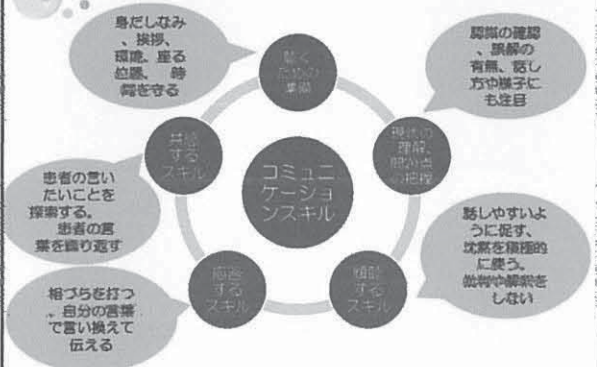 身だしなみ
、挨拶、
環境、座る
位置、 時
間を守る
聴く
ための
準備
認識の確認
、誤解の
有無、話し
方や様子に
も注目
現状の
理解、
問題点
の把握
話しやすいよ
うに促す、
沈黙を積極的
に使う。
批判や解釈を
しない
傾聴
する
スキル
応答
する
スキル
相づちを打つ
、自分の言葉
で言い換えて
伝える
共感
する
スキル
患者の言い
たいことを
探索する。
患者の言
葉を繰り返す
コミュニ
ケーショ
ンスキル